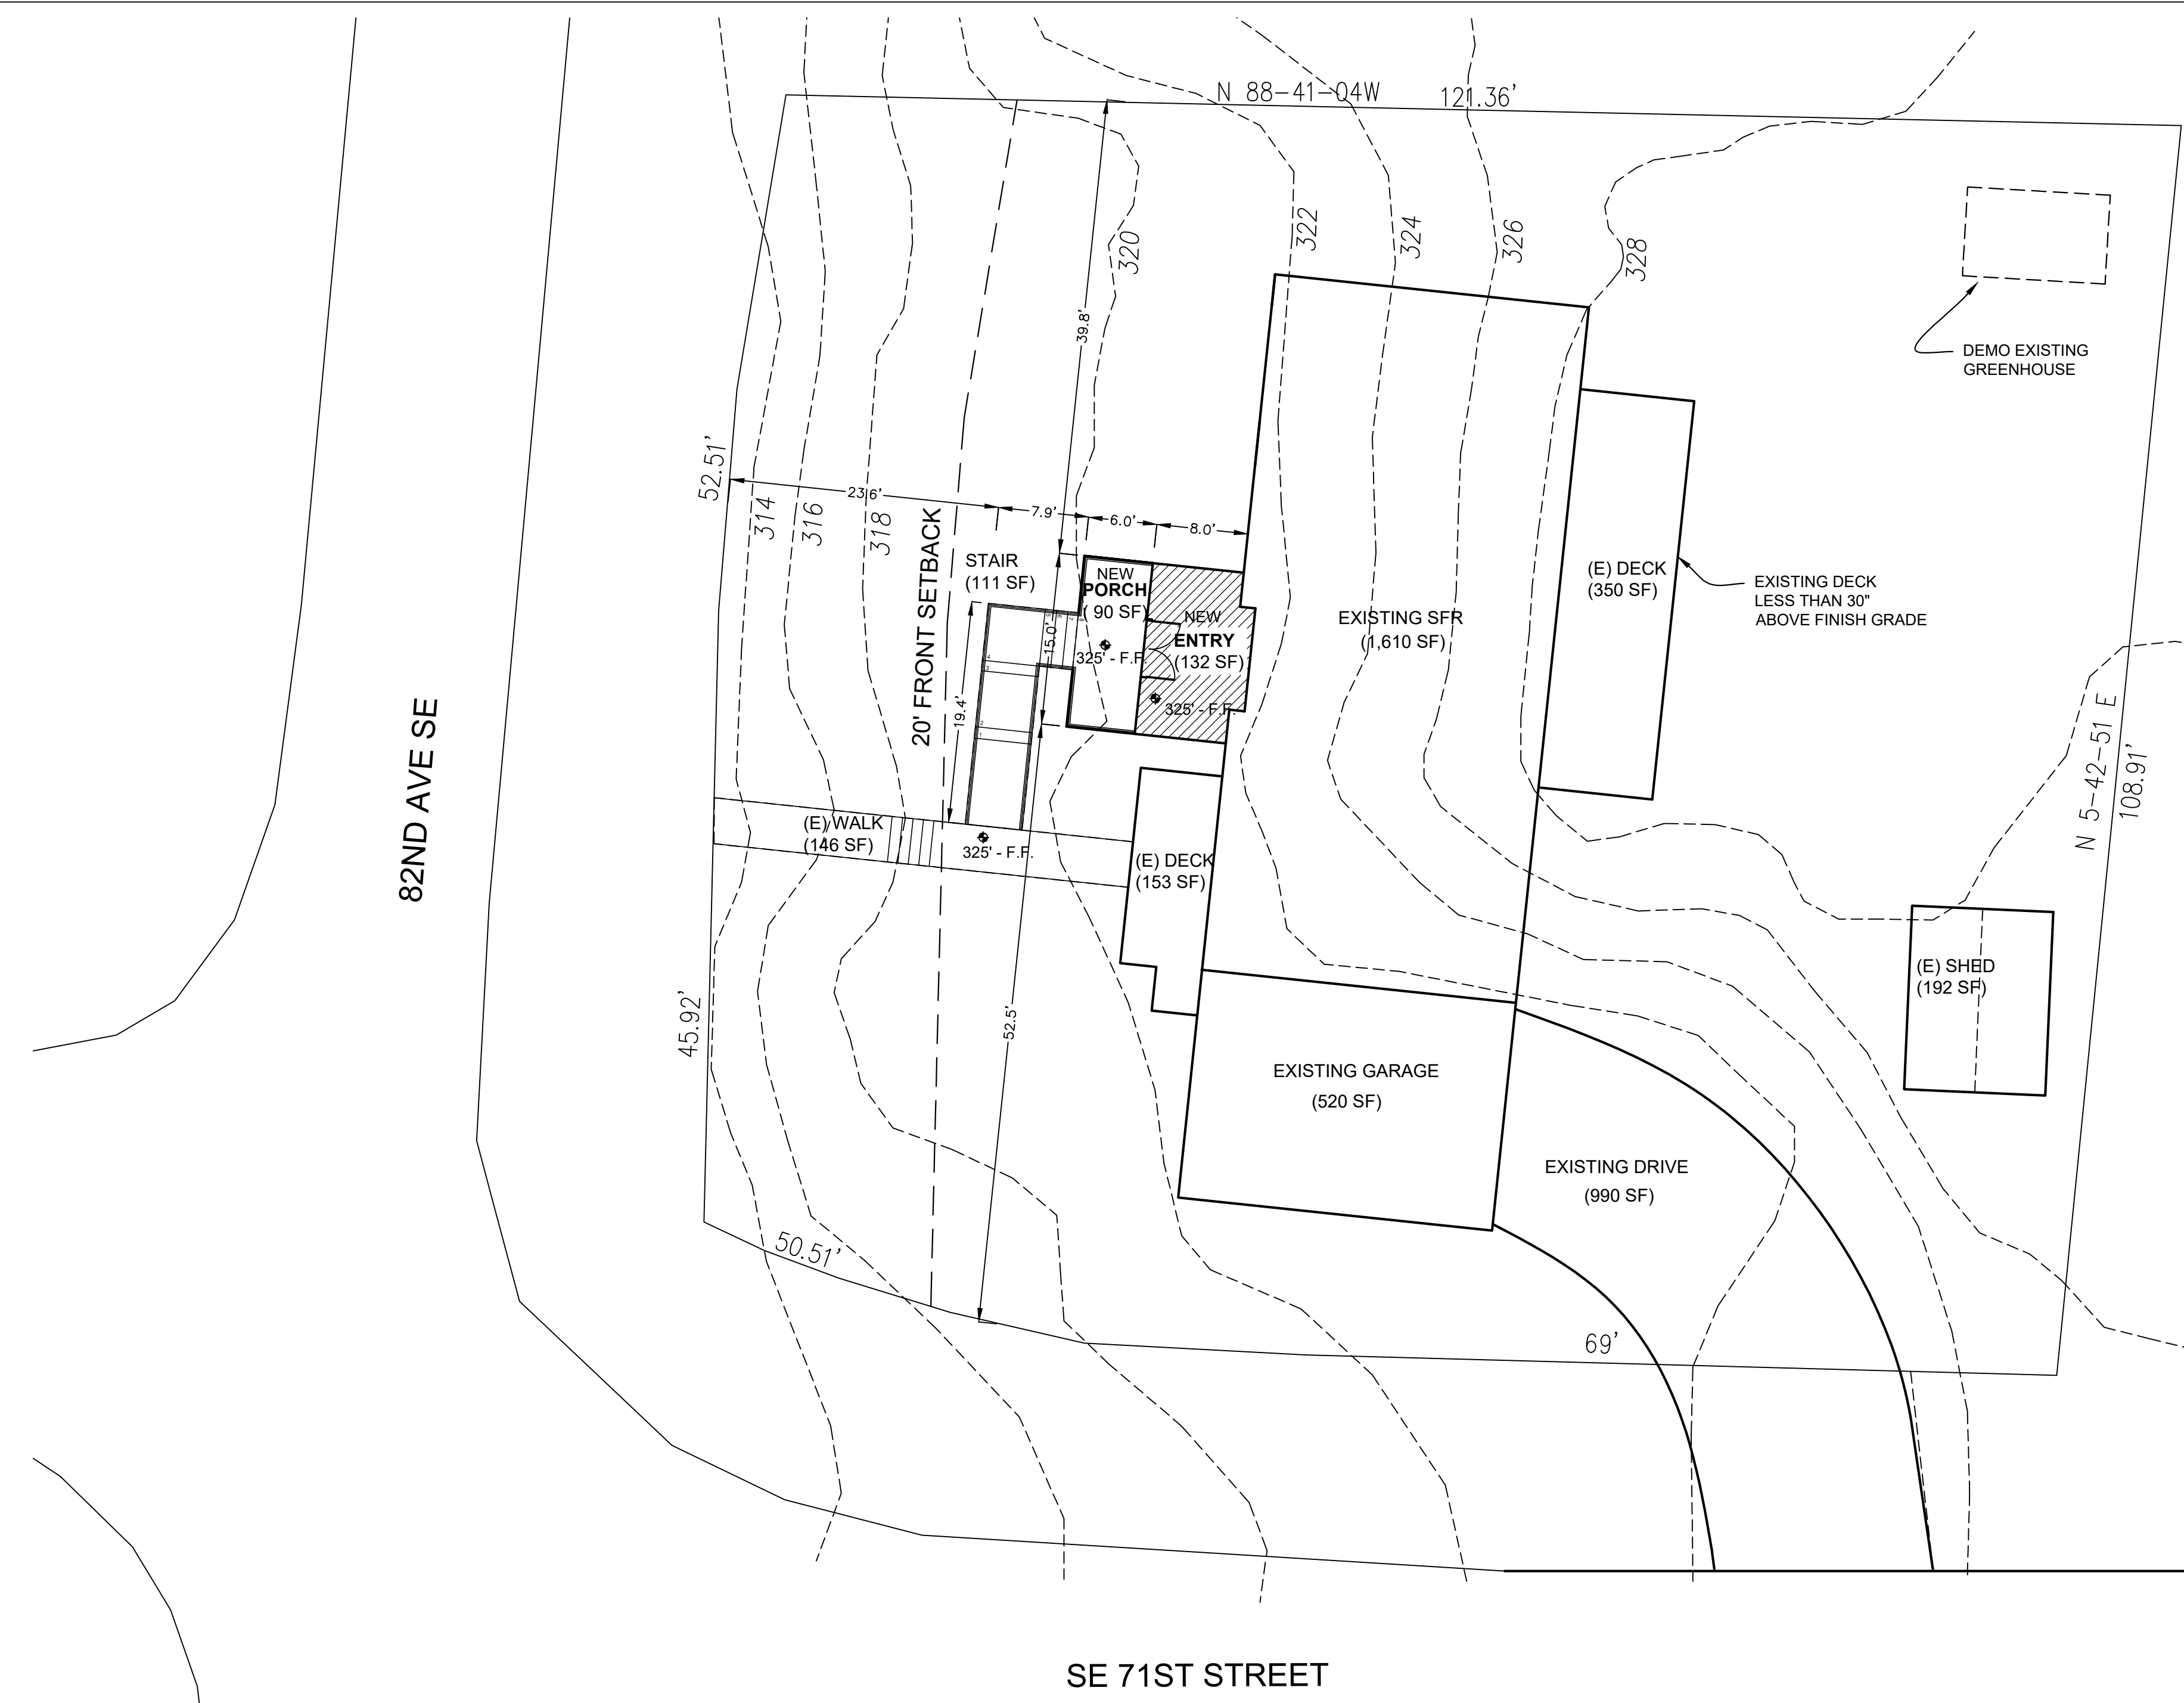 N 88-41-04W
121.36'
320
322
324
326
328
39.8'
DEMO EXISTING
GREENHOUSE
52.51'
314
316
318
23.6'
7.9'
6.0'
8.0'
20' FRONT SETBACK
STAIR
(111 SF)
NEW
PORCH
( 90 SF)
325' - F.F.
15.0'
NEW
ENTRY
(132 SF)
325' - F.F.
EXISTING SFR
(1,610 SF)
(E) DECK
(350 SF)
EXISTING DECK
LESS THAN 30"
ABOVE FINISH GRADE
19.4'
4
3
2
1
82ND AVE SE
(E) WALK
(146 SF)
325' - F.F.
(E) DECK
(153 SF)
N 5-42-51 E
108.91'
(E) SHED
(192 SF)
45.92'
52.5'
EXISTING GARAGE
(520 SF)
EXISTING DRIVE
(990 SF)
50.51'
69'
SE 71ST STREET